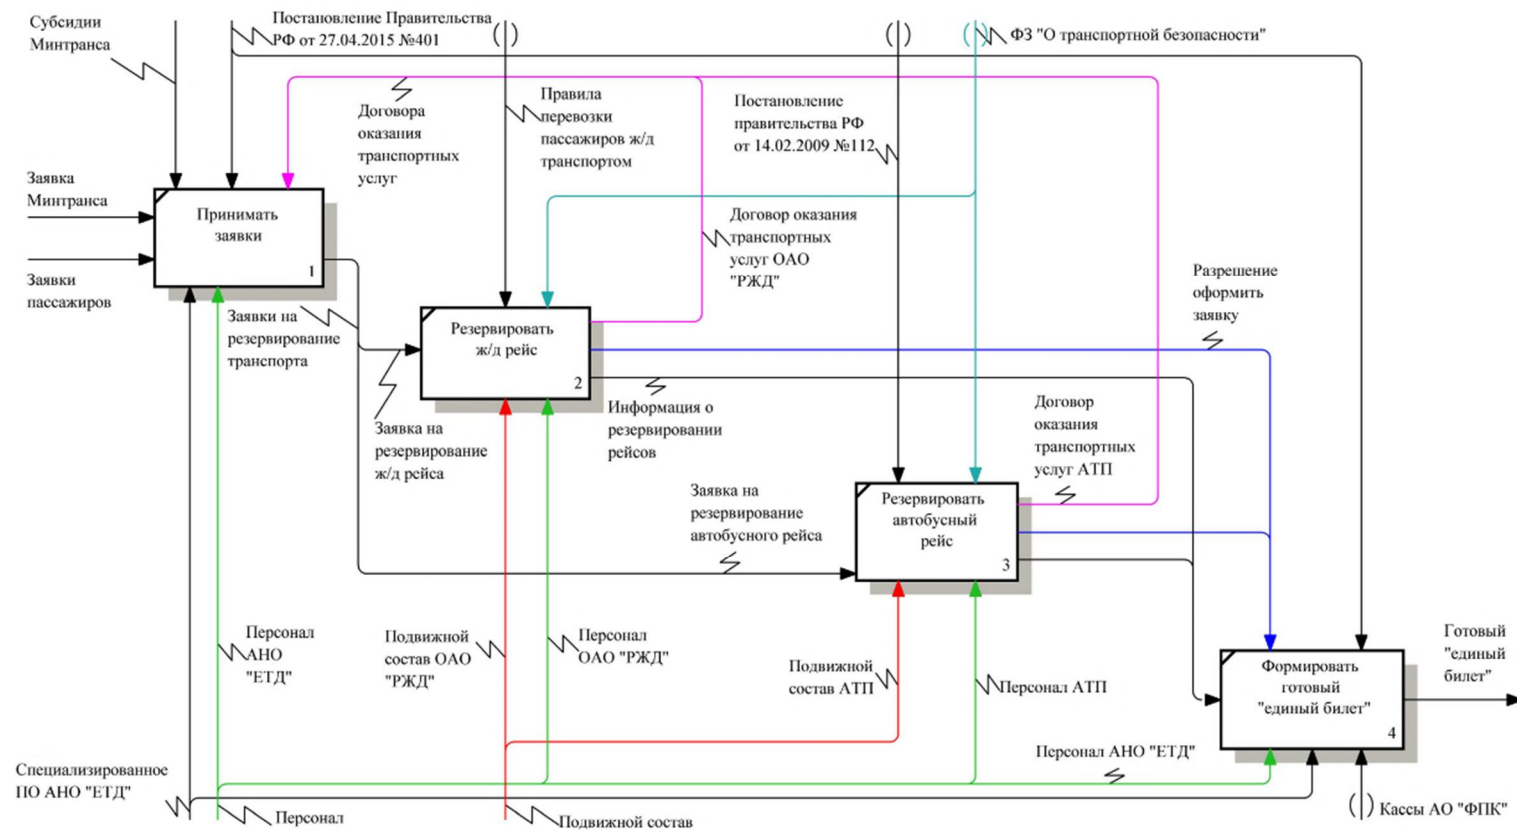 Субсидии
Минтранса
Постановление Правительства
РФ от 27.04.2015 №401
( )
( )
( )
ФЗ "О транспортной безопасности"
Договора
оказания
транспортных
услуг
Правила
перевозки
пассажиров ж/д
транспортом
Постановление
правительства РФ
от 14.02.2009 №112
Заявка
Минтранса
Принимать
заявки
1
Заявки
пассажиров
Договор оказания
транспортных
услуг ОАО
"РЖД"
Разрешение
оформить
заявку
Заявки на
резервирование
транспорта
Резервировать
ж/д рейс
2
Заявка на
резервирование
ж/д рейса
Информация о
резервировании
рейсов
Договор
оказания
транспортных
услуг АТП
Заявка на
резервирование
автобусного рейса
Резервировать
автобусный
рейс
3
Персонал
АНО
"ЕТД"
Подвижной
состав ОАО
"РЖД"
Персонал
ОАО "РЖД"
Подвижной
состав АТП
Персонал АТП
Формировать
готовый
"единый билет"
4
Готовый
"единый
билет"
Персонал АНО "ЕТД"
Специализированное
ПО АНО "ЕТД"
Персонал
Подвижной состав
( ) Кассы АО "ФПК"